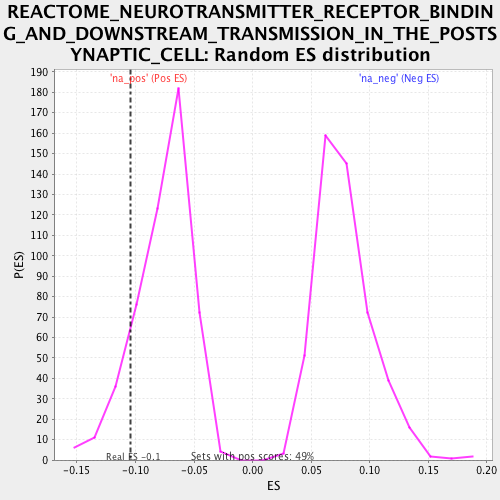 REACTOME_NEUROTRANSMITTER_RECEPTOR_BINDIN
G_AND_DOWNSTREAM_TRANSMISSION_IN_THE_POSTS
YNAPTIC_CELL: Random ES distribution
'na_pos' (Pos ES) 'na_neg' (Neg ES)
190
180
170
160
150
140
130
120
110
100
90
80
70
60
50
40
30
20
10
0
P(ES)
Real ES -0.1 Sets with pos scores: 49%
-0.15 -0.10 -0.05 0.00 0.05 0.10 0.15 0.20
ES